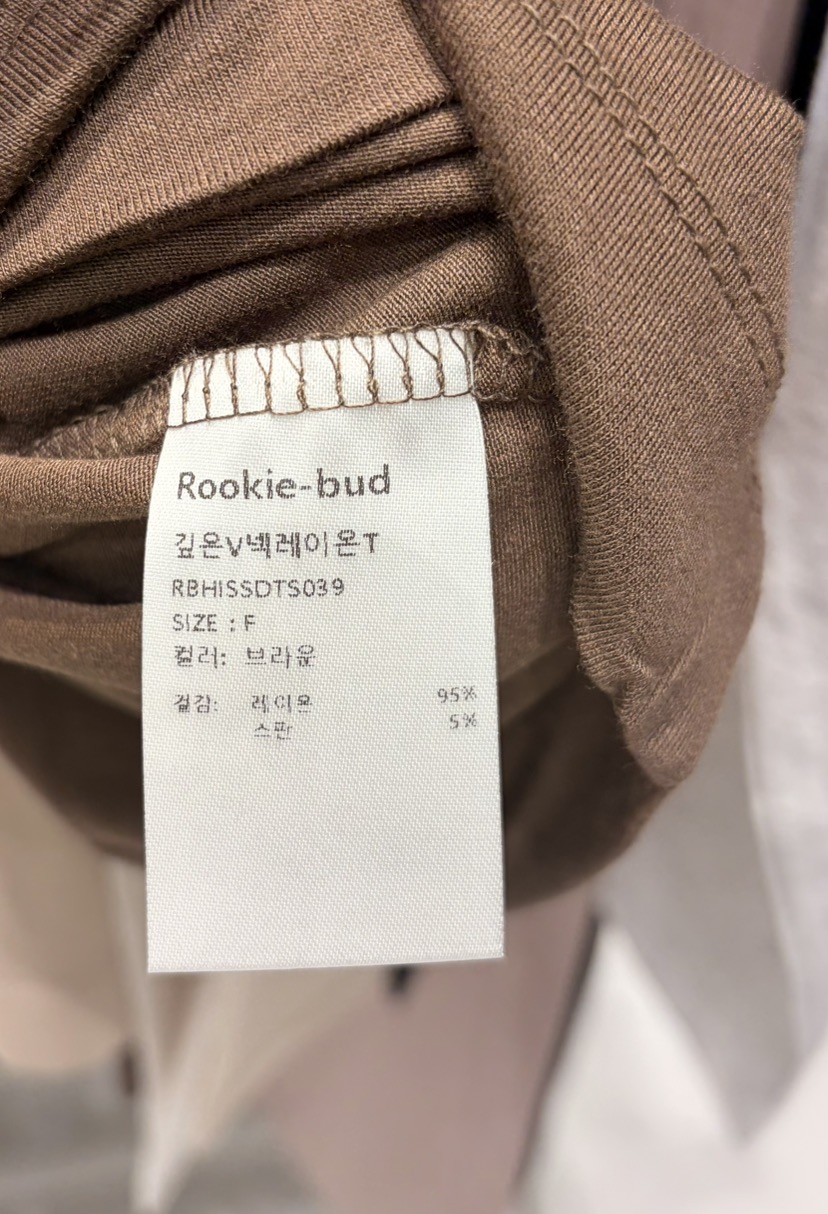 Rookie-bud
깊은V넥레이온T
RBHISSDTS039
SIZE : F
컬러: 브라운
겉감: 레이온 95%
스판 5%